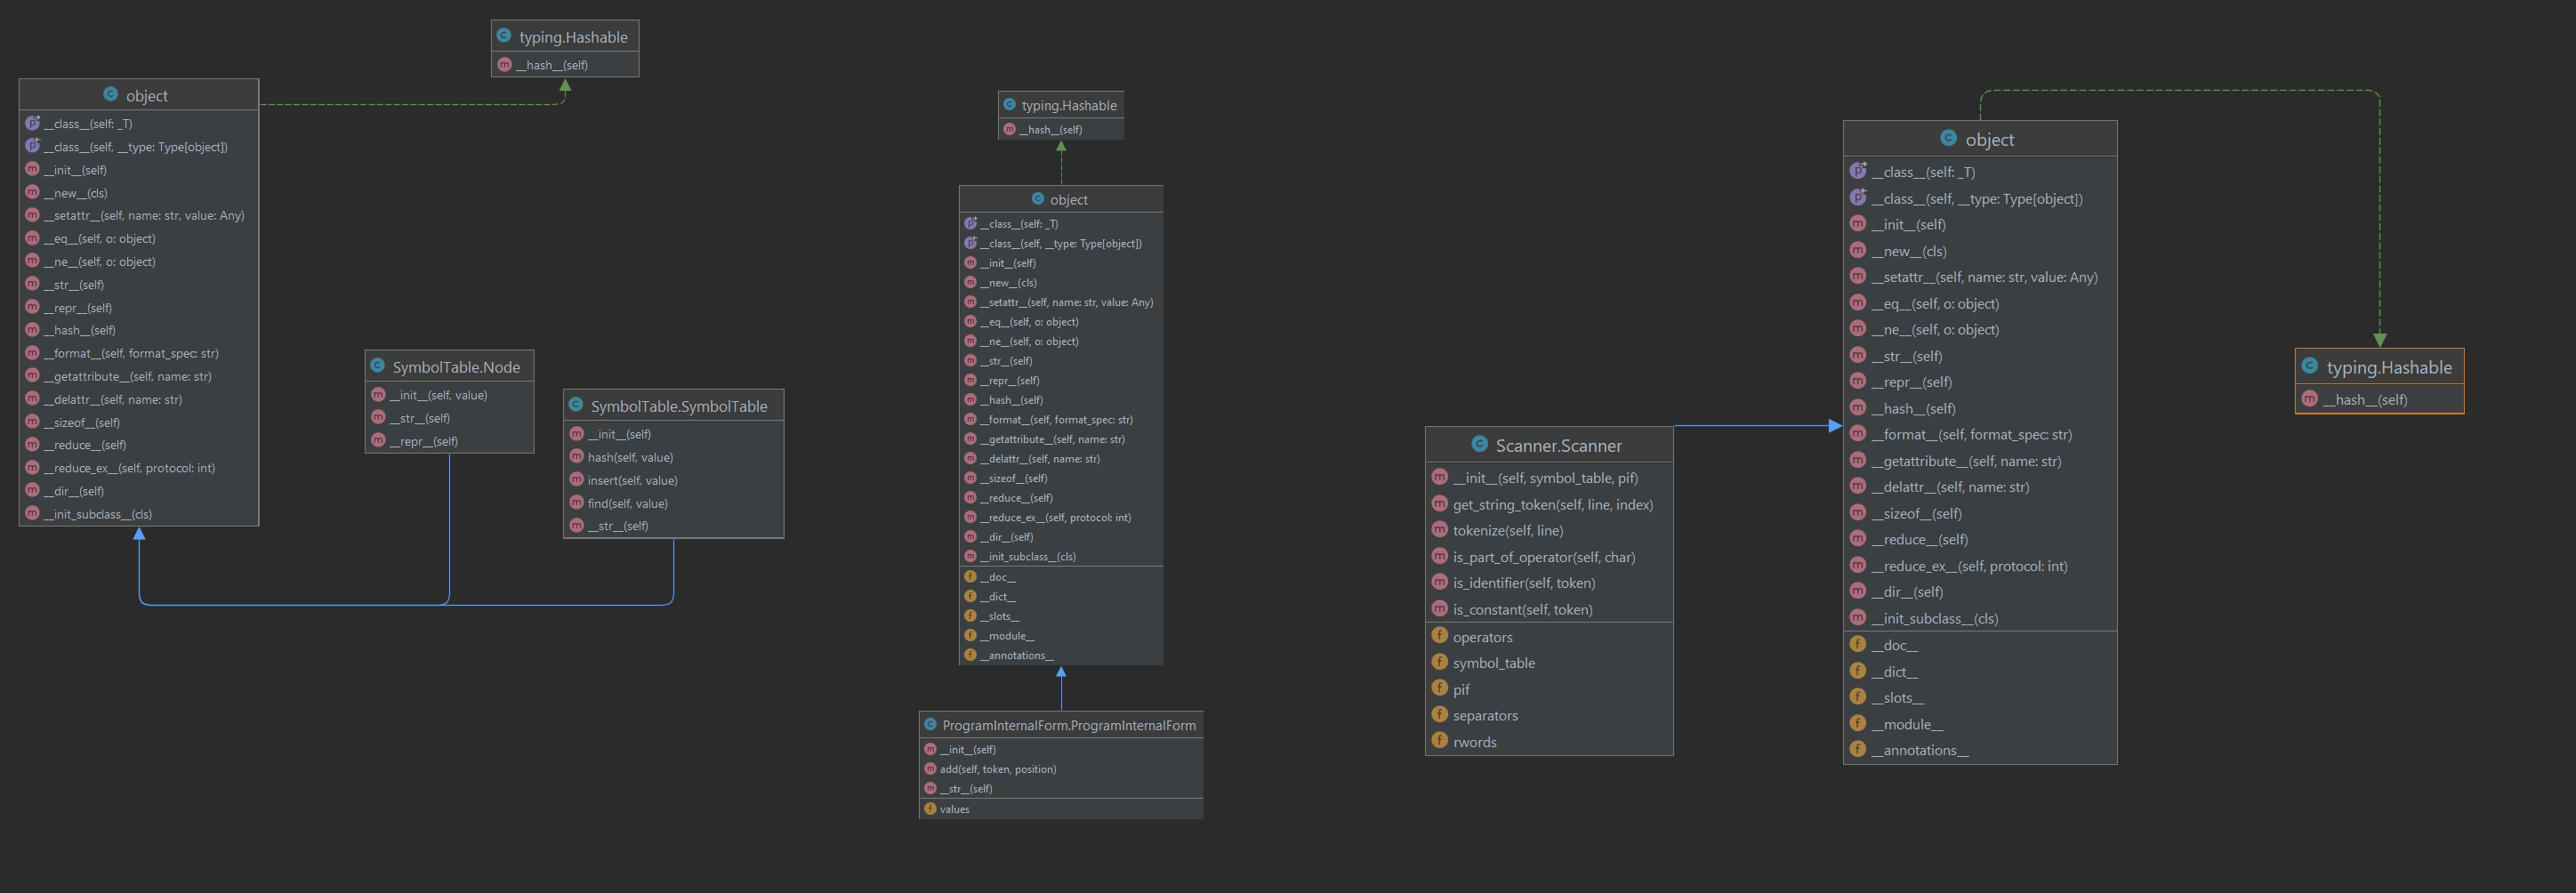 typing.Hashable
__hash__(self)
object
__class__(self: _T)
__class__(self, __type: Type[object])
__init__(self)
__new__(cls)
__setattr__(self, name: str, value: Any)
__eq__(self, o: object)
__ne__(self, o: object)
__str__(self)
__repr__(self)
__hash__(self)
__format__(self, format_spec: str)
__getattribute__(self, name: str)
__delattr__(self, name: str)
__sizeof__(self)
__reduce__(self)
__reduce_ex__(self, protocol: int)
__dir__(self)
__init_subclass__(cls)
SymbolTable.Node
__init__(self, value)
__str__(self)
__repr__(self)
SymbolTable.SymbolTable
__init__(self)
hash(self, value)
insert(self, value)
find(self, value)
__str__(self)
typing.Hashable
__hash__(self)
object
__class__(self: _T)
__class__(self, __type: Type[object])
__init__(self)
__new__(cls)
__setattr__(self, name: str, value: Any)
__eq__(self, o: object)
__ne__(self, o: object)
__str__(self)
__repr__(self)
__hash__(self)
__format__(self, format_spec: str)
__getattribute__(self, name: str)
__delattr__(self, name: str)
__sizeof__(self)
__reduce__(self)
__reduce_ex__(self, protocol: int)
__dir__(self)
__init_subclass__(cls)
__doc__
__dict__
__slots__
__module__
__annotations__
ProgramInternalForm.ProgramInternalForm
__init__(self)
add(self, token, position)
__str__(self)
values
Scanner.Scanner
__init__(self, symbol_table, pif)
get_string_token(self, line, index)
tokenize(self, line)
is_part_of_operator(self, char)
is_identifier(self, token)
is_constant(self, token)
operators
symbol_table
pif
separators
rwords
object
__class__(self: _T)
__class__(self, __type: Type[object])
__init__(self)
__new__(cls)
__setattr__(self, name: str, value: Any)
__eq__(self, o: object)
__ne__(self, o: object)
__str__(self)
__repr__(self)
__hash__(self)
__format__(self, format_spec: str)
__getattribute__(self, name: str)
__delattr__(self, name: str)
__sizeof__(self)
__reduce__(self)
__reduce_ex__(self, protocol: int)
__dir__(self)
__init_subclass__(cls)
__doc__
__dict__
__slots__
__module__
__annotations__
typing.Hashable
__hash__(self)